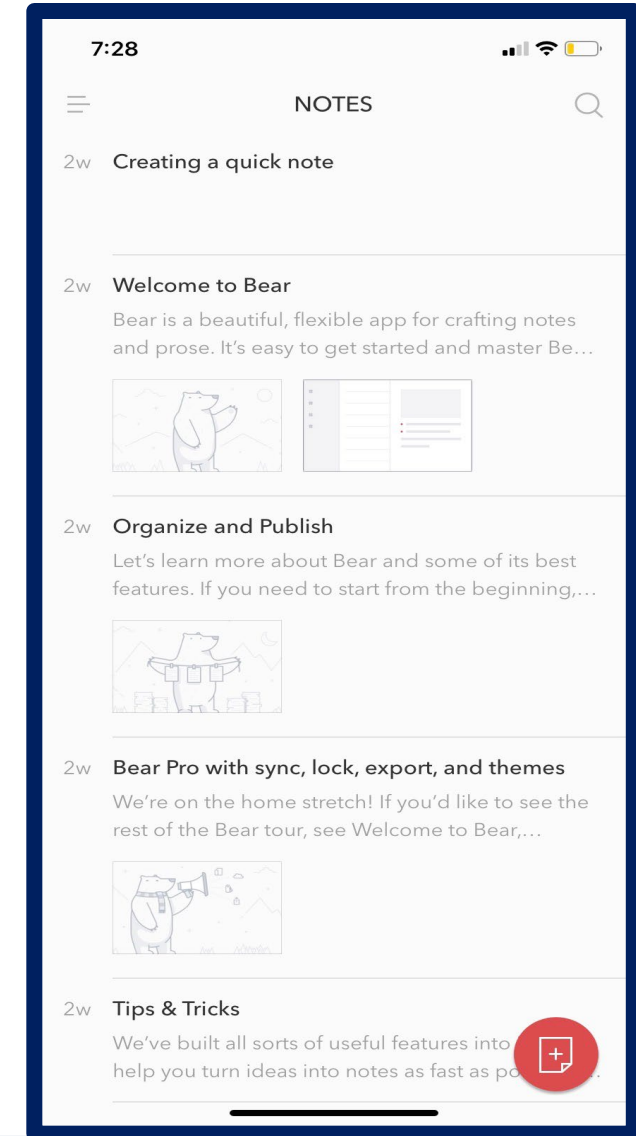 7:28
NOTES
2w Creating a quick note
2w Welcome to Bear
Bear is a beautiful, flexible app for crafting notes
and prose. It's easy to get started and master Be...
2w Organize and Publish
Let's learn more about Bear and some of its best
features. If you need to start from the beginning,...
2w Bear Pro with sync, lock, export, and themes
We're on the home stretch! If you'd like to see the
rest of the Bear tour, see Welcome to Bear,...
2w Tips & Tricks
We've built all sorts of useful features into
help you turn ideas into notes as fast as